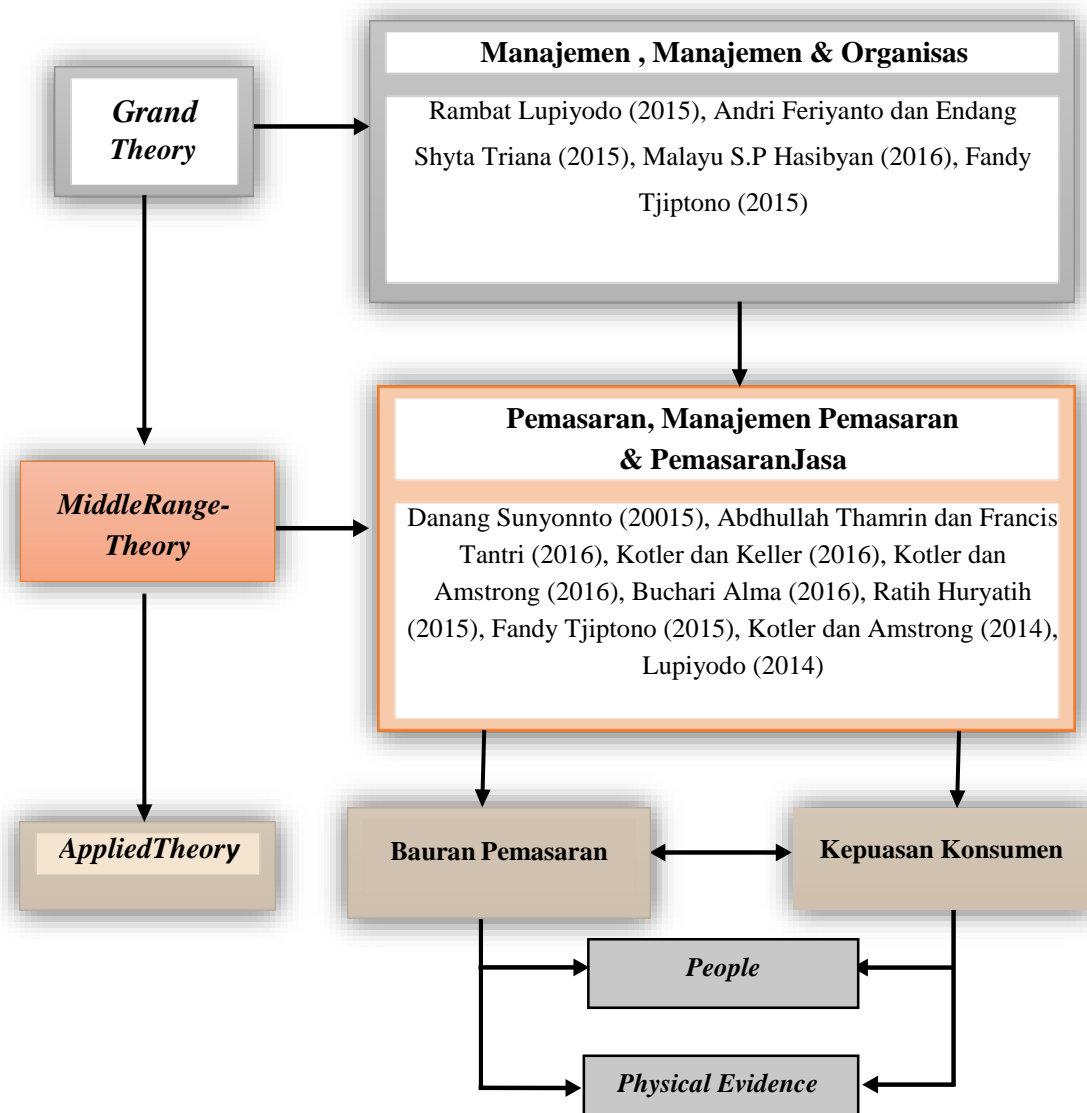 Grand
Theory
Manajemen , Manajemen & Organisas
Rambat Lupiyodo (2015), Andri Feriyanto dan Endang
Shyta Triana (2015), Malayu S.P Hasibyan (2016), Fandy
Tjiptono (2015)
MiddleRange-
Theory
Pemasaran, Manajemen Pemasaran
& PemasaranJasa
Danang Sunyonnto (20015), Abdhullah Thamrin dan Francis
Tantri (2016), Kotler dan Keller (2016), Kotler dan
Amstrong (2016), Buchari Alma (2016), Ratih Huryatih
(2015), Fandy Tjiptono (2015), Kotler dan Amstrong (2014),
Lupiyodo (2014)
AppliedTheory
Bauran Pemasaran
Kepuasan Konsumen
People
Physical Evidence